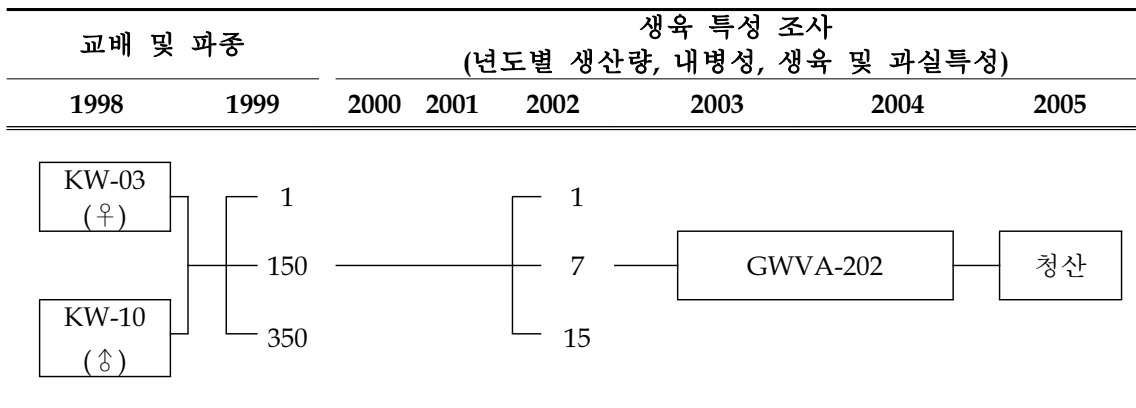 교배 및 파종
생육 특성 조사
(년도별 생산량, 내병성, 생육 및 과실특성)
1998 1999 2000 2001 2002 2003 2004 2005
KW-03
(♀)
1 1
150 7 GWVA-202 청산
KW-10
(♂)
350 15